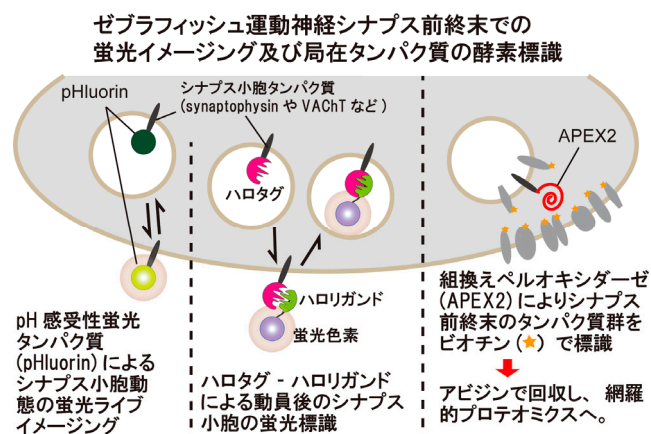 ゼブラフィッシュ運動神経シナプス前終末での
蛍光イメージング及び局在タンパク質の酵素標識
pHluorin
シナプス小胞タンパク質
(synaptophysin や VAChT など)
ハロタグ
ハロリガンド
蛍光色素
APEX2
pH 感受性蛍光
タンパク質
(pHluorin) による
シナプス小胞動
態の蛍光ライブ
イメージング
ハロタグ - ハロリガンド
による動員後のシナプス
小胞の蛍光標識
組換えペルオキシダーゼ
(APEX2) によりシナプス
前終末のタンパク質群を
ビオチン (★) で標識
アビジンで回収し、網羅
的プロテオミクスへ。